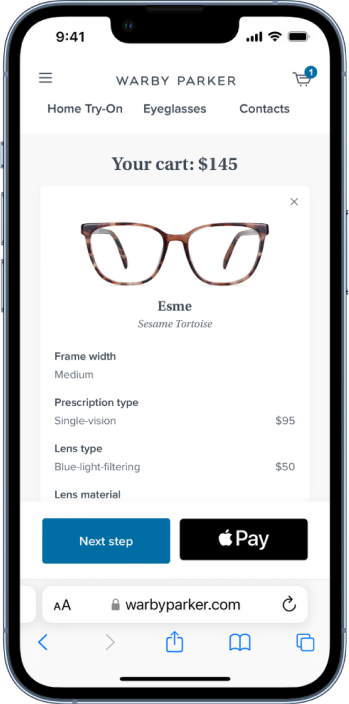 9:41
WARBY PARKER
1
Home Try-On Eyeglasses Contacts
Your cart: $145
Esme
Sesame Tortoise
Frame width
Medium
Prescription type
Single-vision $95
Lens type
Blue-light-filtering $50
Lens material
Next step Pay
AA warbyparker.com